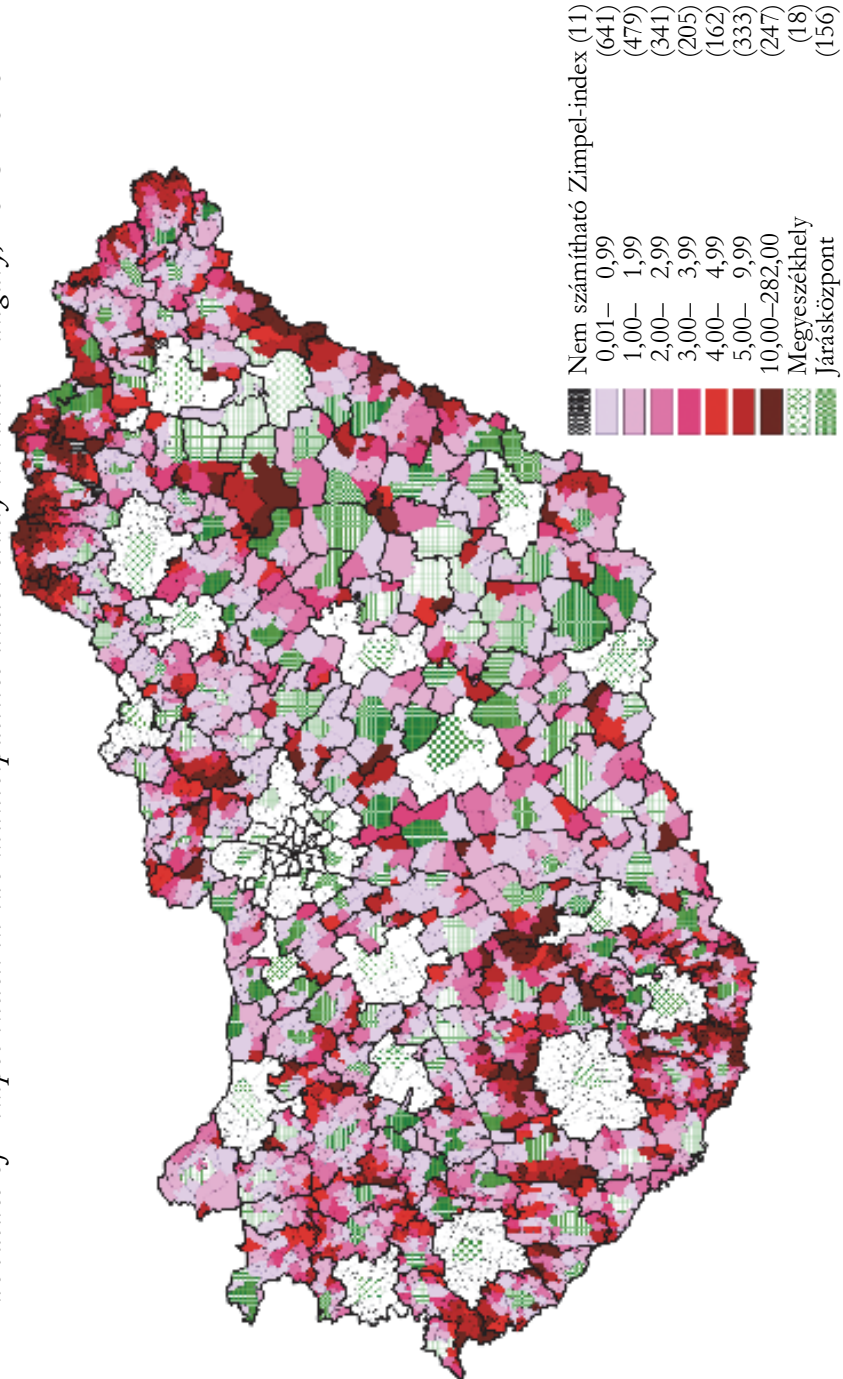 Nem számítható Zimpel-index (11)
0,01– 0,99 (641)
1,00– 1,99 (479)
2,00– 2,99 (341)
3,00– 3,99 (205)
4,00– 4,99 (162)
5,00– 9,99 (333)
10,00–282,00 (247)
Megyeszékhely (18)
Járásközpont (156)